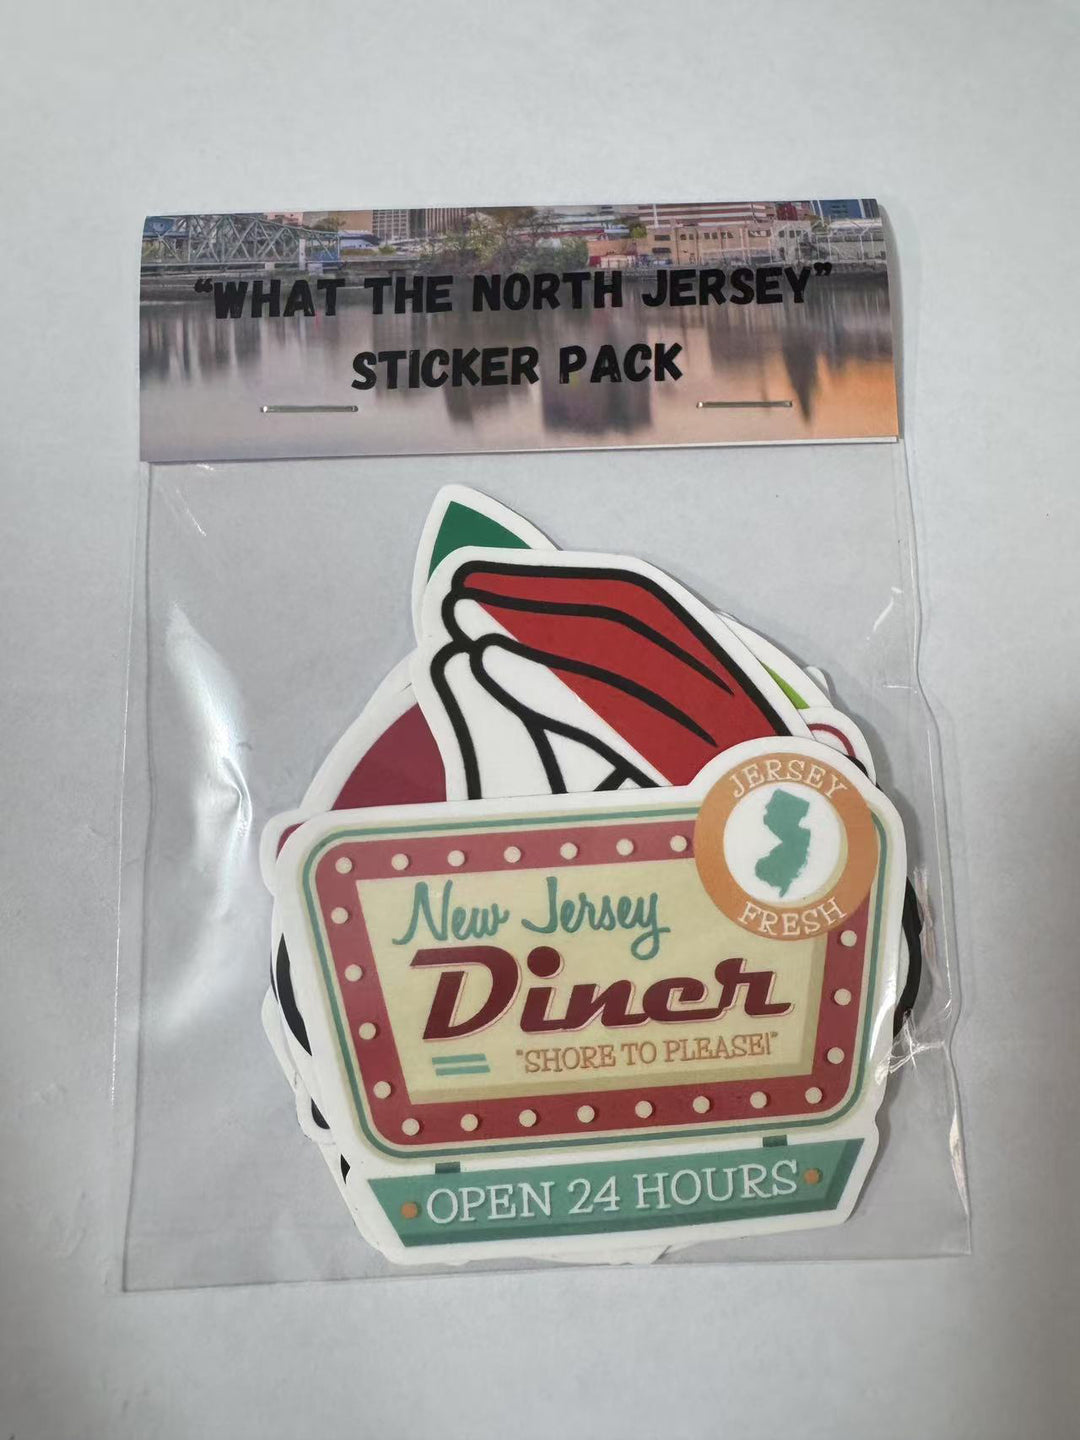 “WHAT THE NORTH JERSEY”
STICKER PACK
JERSEY
FRESH
New Jersey
Diner
"SHORE TO PLEASE!"
OPEN 24 HOURS